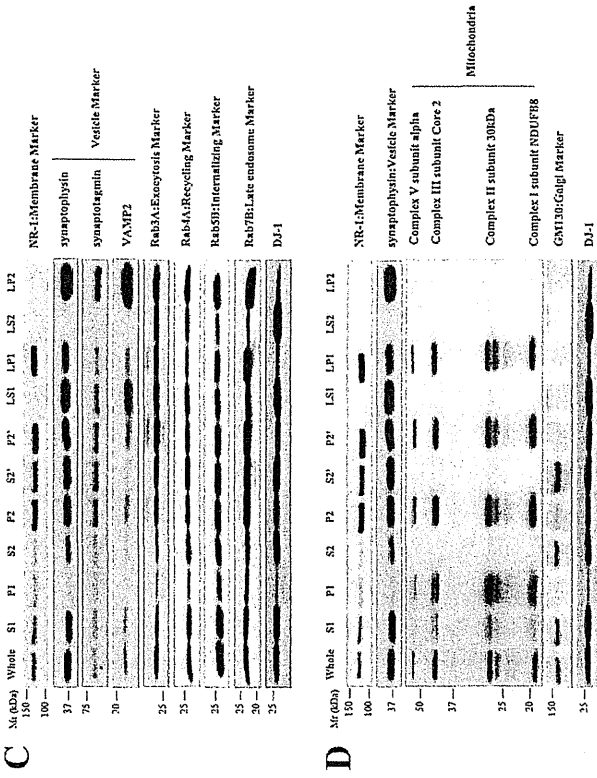 C
Mr (kDa) Whole S1 P1 S2 P2 S2' P2' LS1 LP1 LS2 LP2
150
100
NR-1:Membrane Marker
37
synaptophysin
75
synaptotagmin
Vesicle Marker
20
VAMP2
25
Rab3A:Exocytosis Marker
Rab4A:Recycling Marker
25
Rab5B:Internalizing Marker
25
20
Rab7B:Late endosome Marker
25
DJ-1
D
Mr (kDa) Whole S1 P1 S2 P2 S2' P2' LS1 LP1 LS2 LP2
150
100
NR-1:Membrane Marker
37
synaptophysin:Vesicle Marker
50
Complex V subunit alpha
Complex III subunit Core 2
37
Mitochondria
25
Complex II subunit 30kDa
20
Complex I subunit NDUFB8
150
GM130:Golgi Marker
25
DJ-1